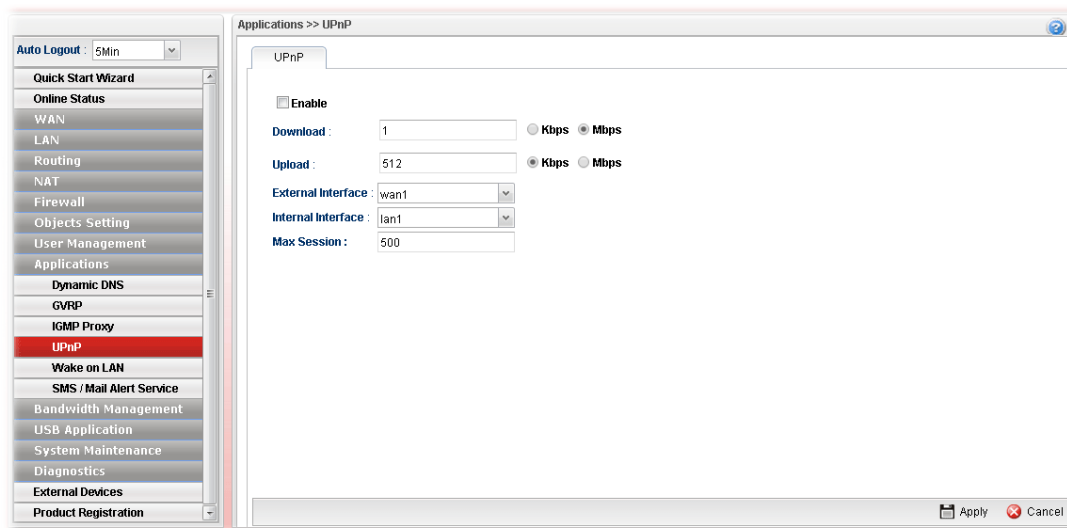 Applications >> UPnP
Auto Logout : 5Min
Quick Start Wizard
Online Status
WAN
LAN
Routing
NAT
Firewall
Objects Setting
User Management
Applications
Dynamic DNS
GVRP
IGMP Proxy
UPnP
Wake on LAN
SMS / Mail Alert Service
Bandwidth Management
USB Application
System Maintenance
Diagnostics
External Devices
Product Registration
UPnP
Enable
Download : 1 Kbps Mbps
Upload : 512 Kbps Mbps
External Interface : wan1
Internal Interface : lan1
Max Session : 500
Apply Cancel